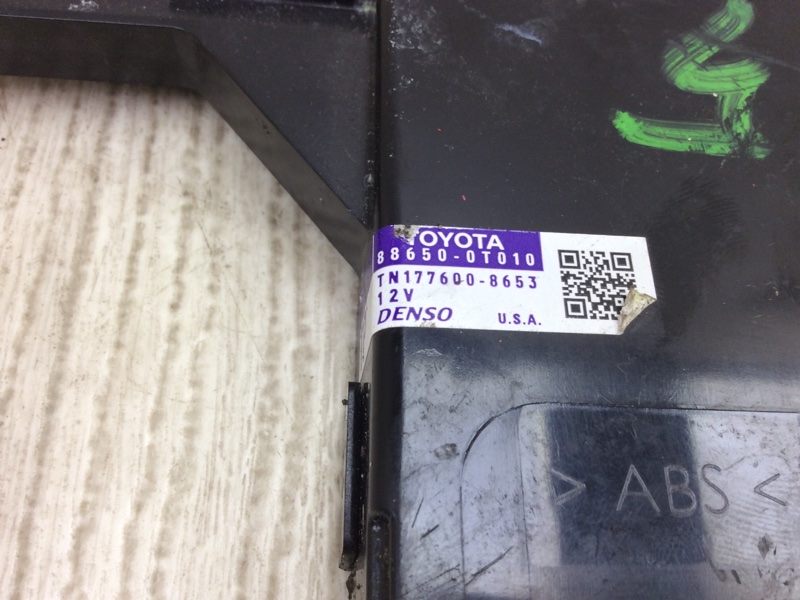 TOYOTA
88650-0T010
TN177600-8653
12V
DENSO U.S.A.
> ABS <